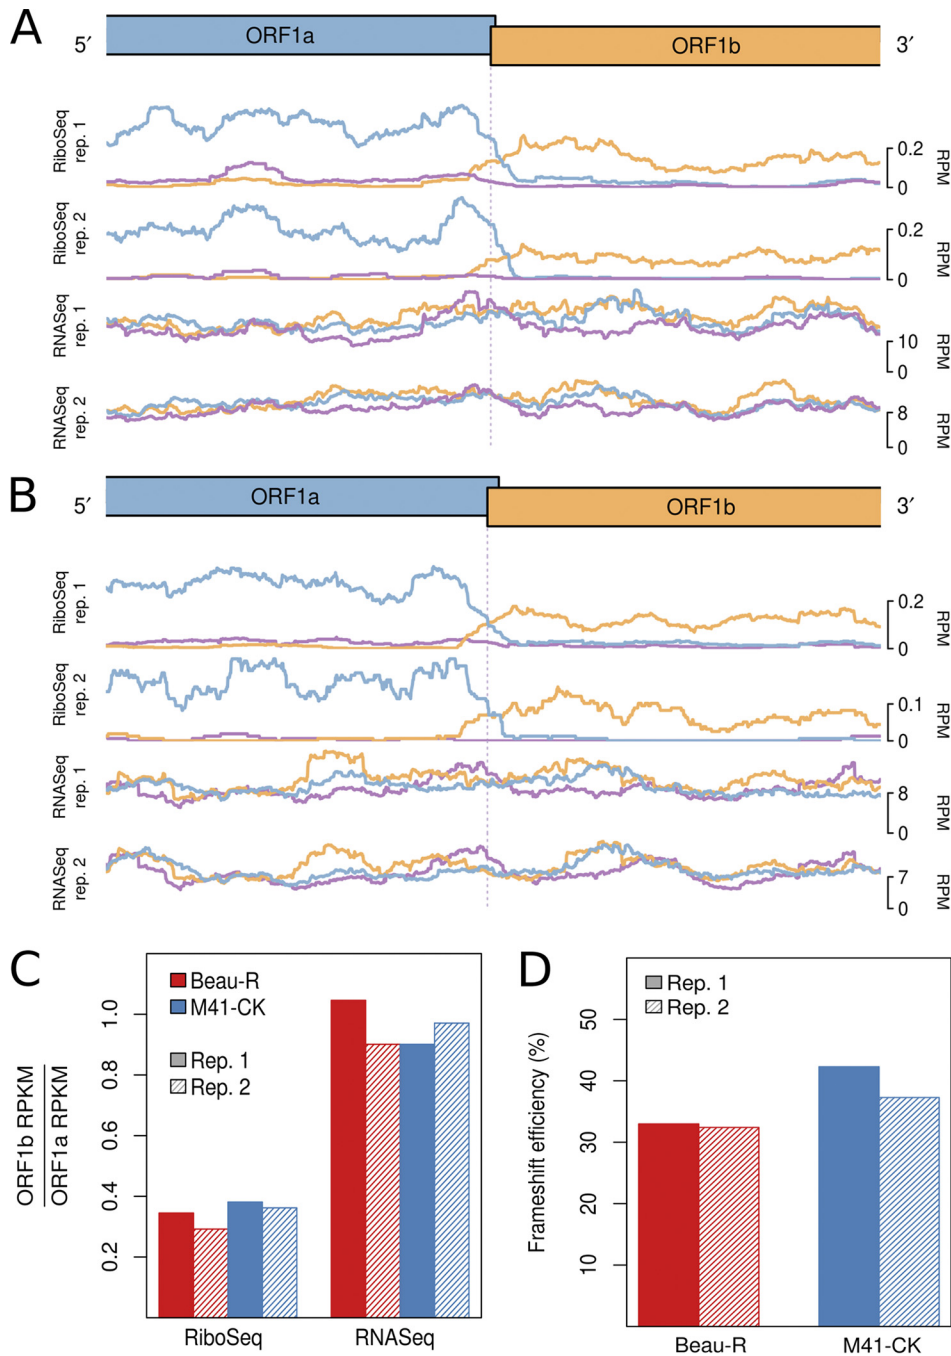 A
5′
ORF1a
ORF1b
3′
RiboSeq
rep. 1
0.2
0
RPM
RiboSeq
rep. 2
0.2
0
RPM
RNASeq
rep. 1
10
0
RPM
RNASeq
rep. 2
8
0
RPM
B
5′
ORF1a
ORF1b
3′
RiboSeq
rep. 1
0.2
0
RPM
RiboSeq
rep. 2
0.1
0
RPM
RNASeq
rep. 1
8
0
RPM
RNASeq
rep. 2
7
0
RPM
C
ORF1b RPKM
ORF1a RPKM
1.0
0.8
0.6
0.4
0.2
Beau-R
M41-CK
Rep. 1
Rep. 2
RiboSeq
RNASeq
D
Frameshift efficiency (%)
50
40
30
20
10
Rep. 1
Rep. 2
Beau-R
M41-CK